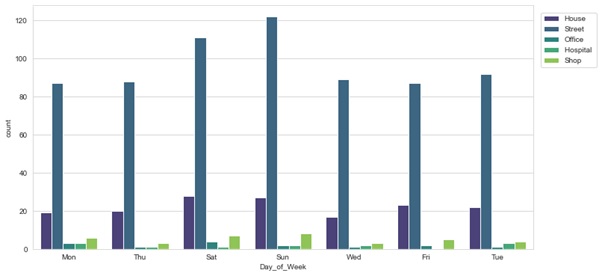 120
100
80
60
40
20
0
count
Mon Thu Sat Sun Wed Fri Tue
Day_of_Week
House
Street
Office
Hospital
Shop